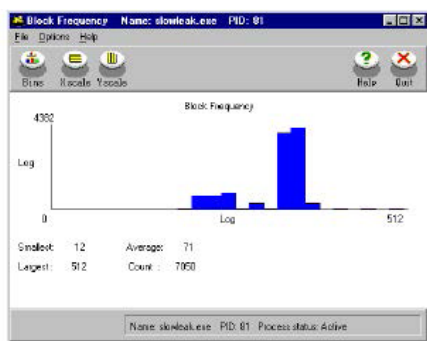 Block Frequency Name: slowleak.exe PID: 81
File Options Help
Bins Xscale Yscale Help Quit
Block Frequency
4382
Log
0 Log 512
Smallest: 12 Average: 71
Largest: 512 Count : 7050
Name: slowleak.exe PID: 81 Process status: Active